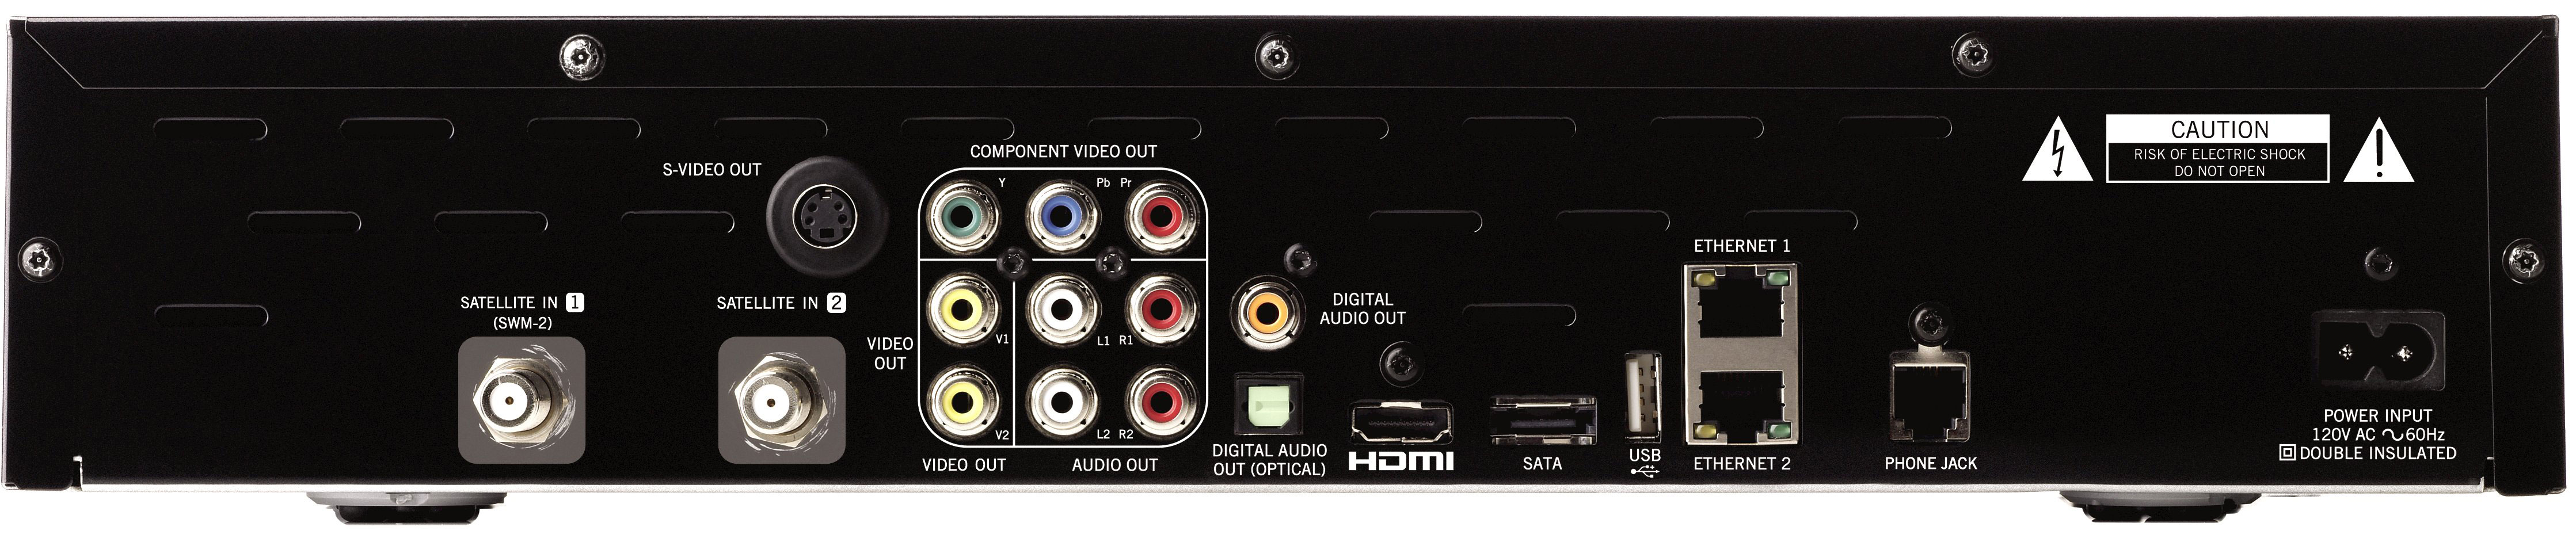 CAUTION
RISK OF ELECTRIC SHOCK
DO NOT OPEN
COMPONENT VIDEO OUT
S-VIDEO OUT
Y
Pb
Pr
ETHERNET 1
SATELLITE IN 1
(SWM-2)
SATELLITE IN 2
DIGITAL
AUDIO OUT
VIDEO
OUT
V1
L1
R1
V2
L2
R2
VIDEO OUT
AUDIO OUT
DIGITAL AUDIO
OUT (OPTICAL)
HDMI
SATA
USB
ETHERNET 2
PHONE JACK
POWER INPUT
120V AC ~ 60Hz
DOUBLE INSULATED